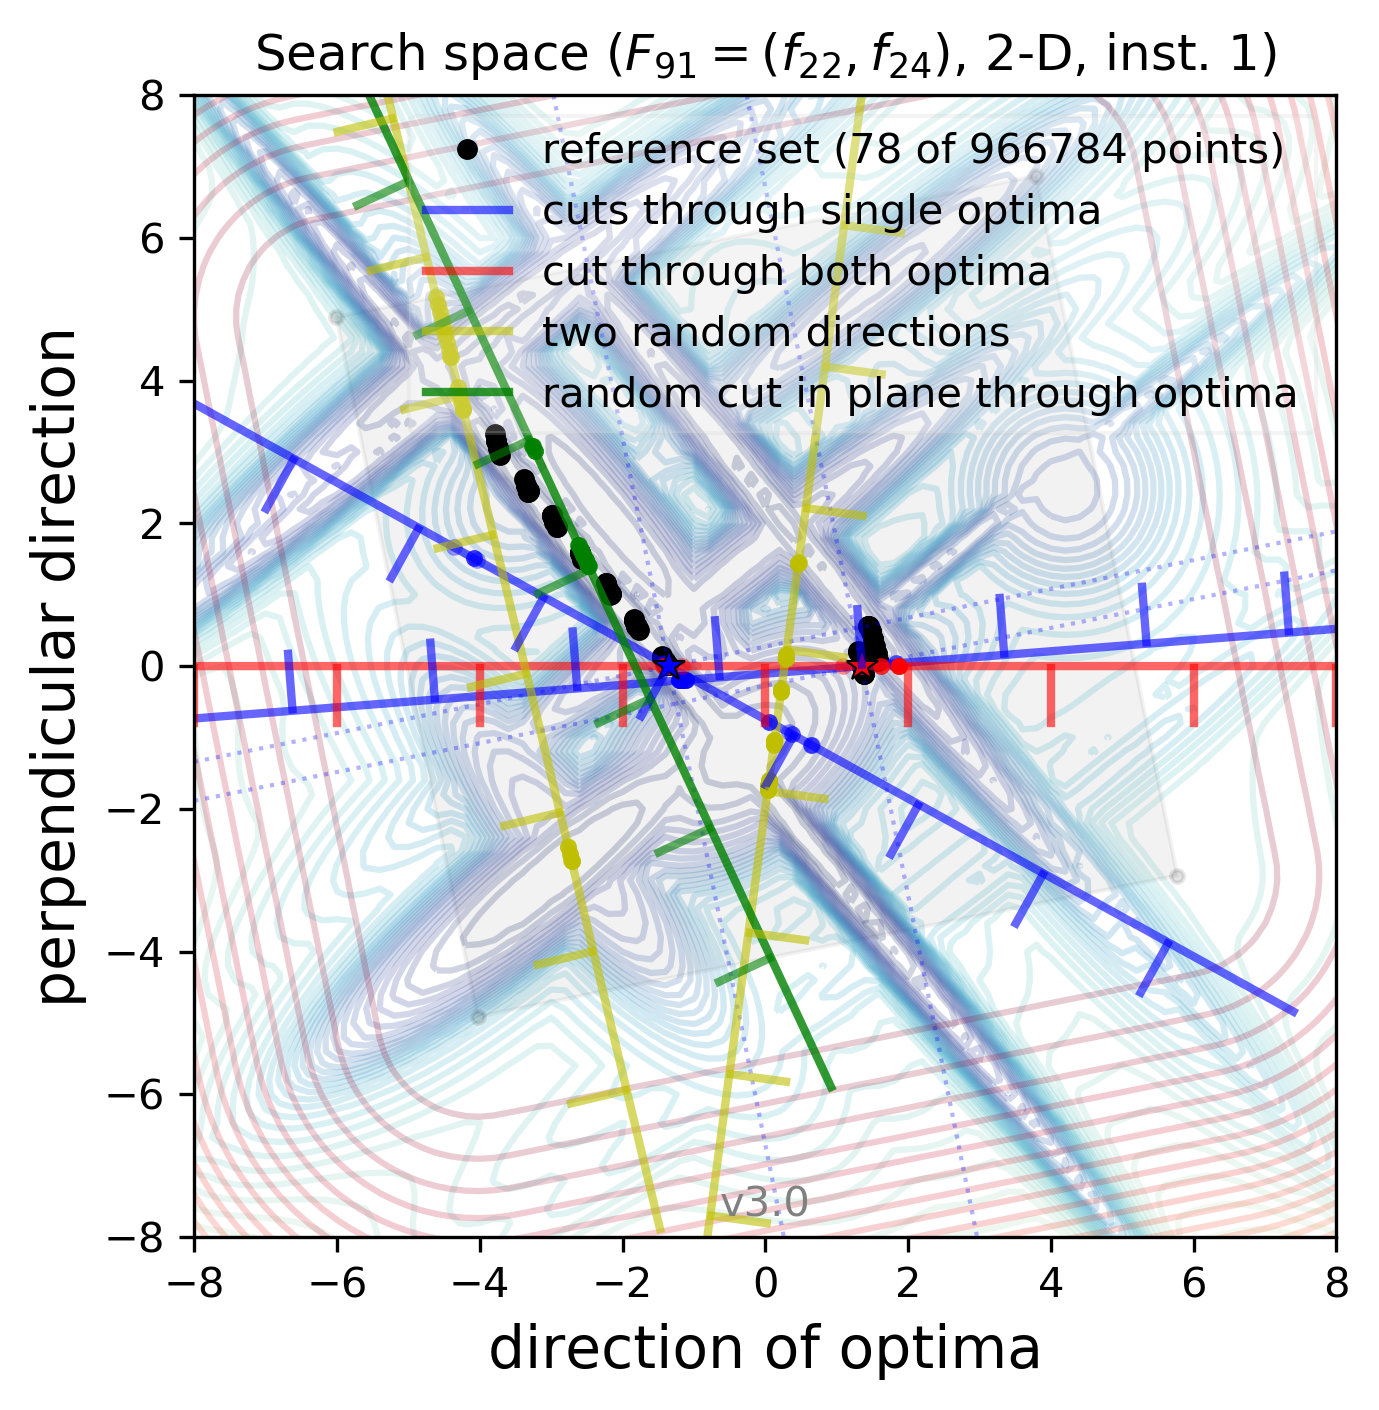 Search space (F91 = (f22, f24), 2-D, inst. 1)
reference set (78 of 966784 points)
cuts through single optima
cut through both optima
two random directions
random cut in plane through optima
8
6
4
2
0
−2
−4
−6
−8
perpendicular direction
v3.0
−8 −6 −4 −2 0 2 4 6 8
direction of optima